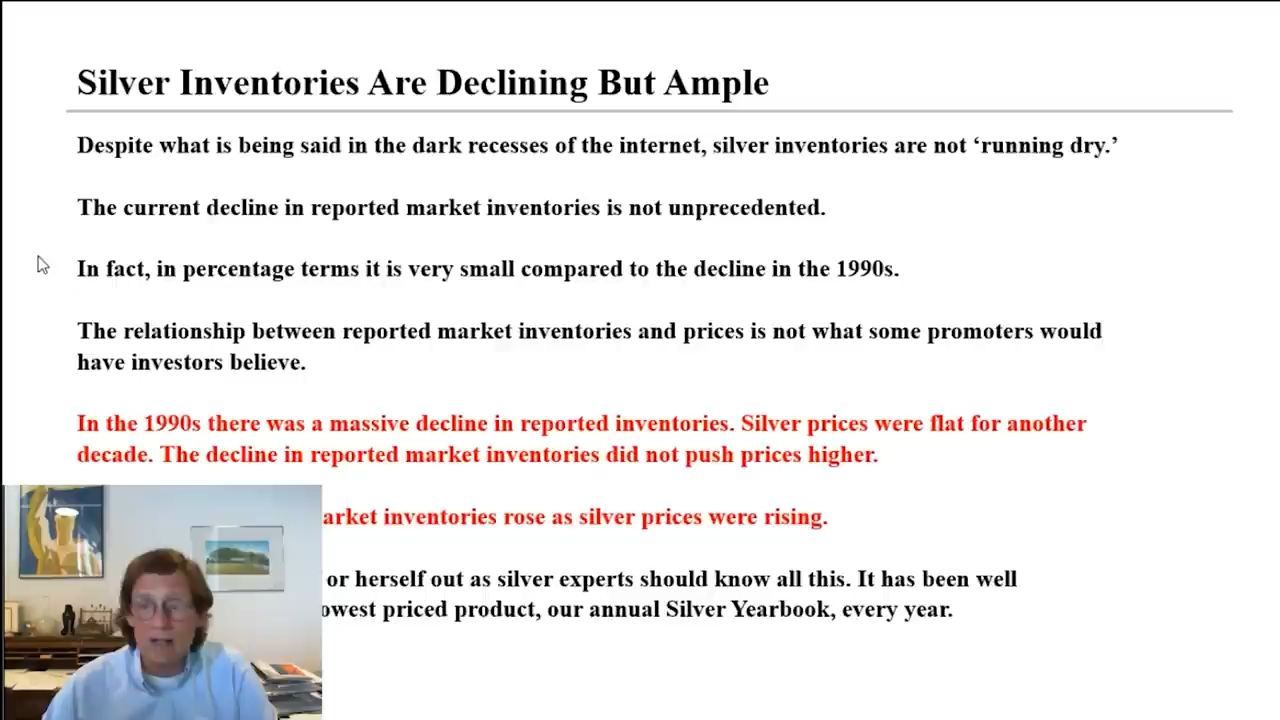 Silver Inventories Are Declining But Ample
Despite what is being said in the dark recesses of the internet, silver inventories are not ‘running dry.’
The current decline in reported market inventories is not unprecedented.
In fact, in percentage terms it is very small compared to the decline in the 1990s.
The relationship between reported market inventories and prices is not what some promoters would
have investors believe.
In the 1990s there was a massive decline in reported inventories. Silver prices were flat for another
decade. The decline in reported market inventories did not push prices higher.
arket inventories rose as silver prices were rising.
or herself out as silver experts should know all this. It has been well
owest priced product, our annual Silver Yearbook, every year.